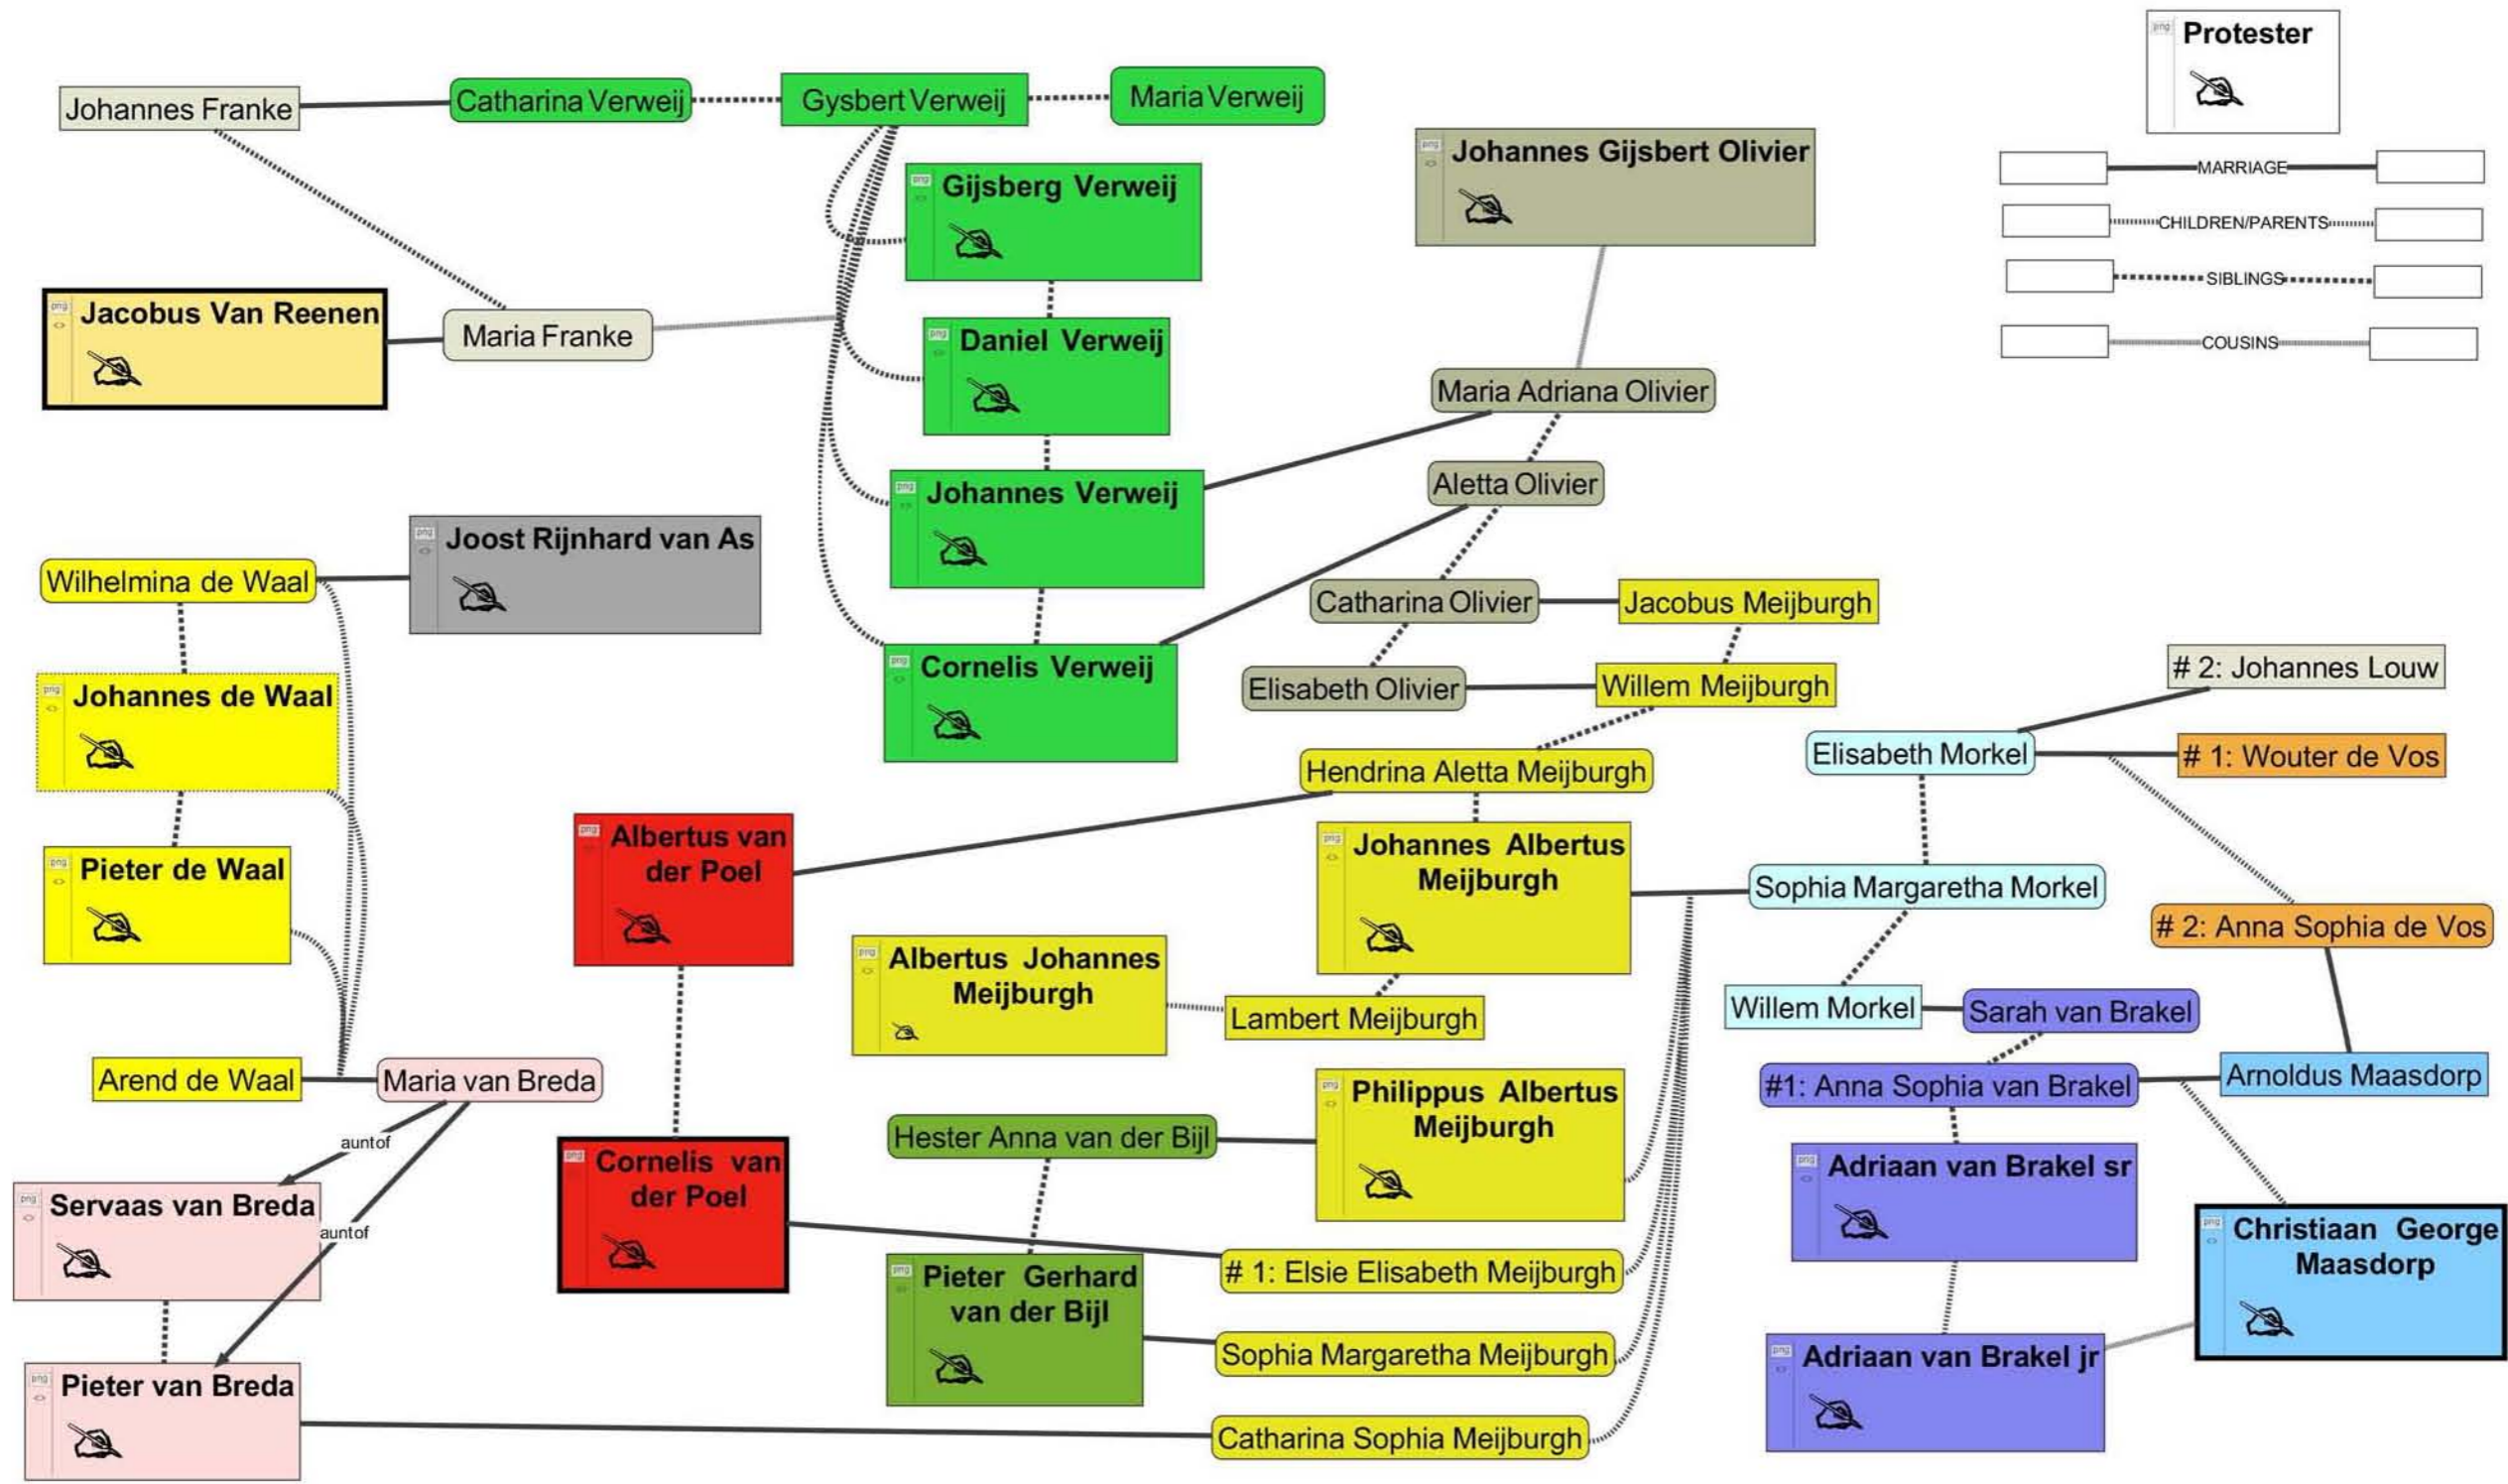 Protester
Johannes Franke
Catharina Verweij
Gysbert Verweij
Maria Verweij
MARRIAGE
CHILDREN/PARENTS
SIBLINGS
COUSINS
Johannes Gijsbert Olivier
Gijsberg Verweij
Jacobus Van Reenen
Maria Franke
Daniel Verweij
Maria Adriana Olivier
Johannes Verweij
Aletta Olivier
Joost Rijnhard van As
Wilhelmina de Waal
Catharina Olivier
Jacobus Meijburgh
Cornelis Verweij
Elisabeth Olivier
Willem Meijburgh
# 2: Johannes Louw
Johannes de Waal
Hendrina Aletta Meijburgh
Elisabeth Morkel
# 1: Wouter de Vos
Pieter de Waal
Albertus van
der Poel
Johannes Albertus
Meijburgh
Sophia Margaretha Morkel
# 2: Anna Sophia de Vos
Albertus Johannes
Meijburgh
Lambert Meijburgh
Willem Morkel
Sarah van Brakel
Arend de Waal
Maria van Breda
#1: Anna Sophia van Brakel
Arnoldus Maasdorp
auntof
Hester Anna van der Bijl
Philippus Albertus
Meijburgh
Cornelis van
der Poel
Adriaan van Brakel sr
Servaas van Breda
auntof
Christiaan George
Maasdorp
# 1: Elsie Elisabeth Meijburgh
Pieter Gerhard
van der Bijl
Sophia Margaretha Meijburgh
Adriaan van Brakel jr
Pieter van Breda
Catharina Sophia Meijburgh